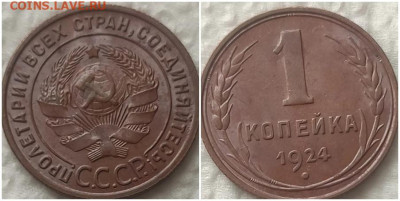 COINS.LAVE.RU
ПРОЛЕТАРИИ ВСЕХ СТРАН, СОЕДИНЯЙТЕСЬ!
С.С.С.Р.
1
КОПЕЙКА
1924